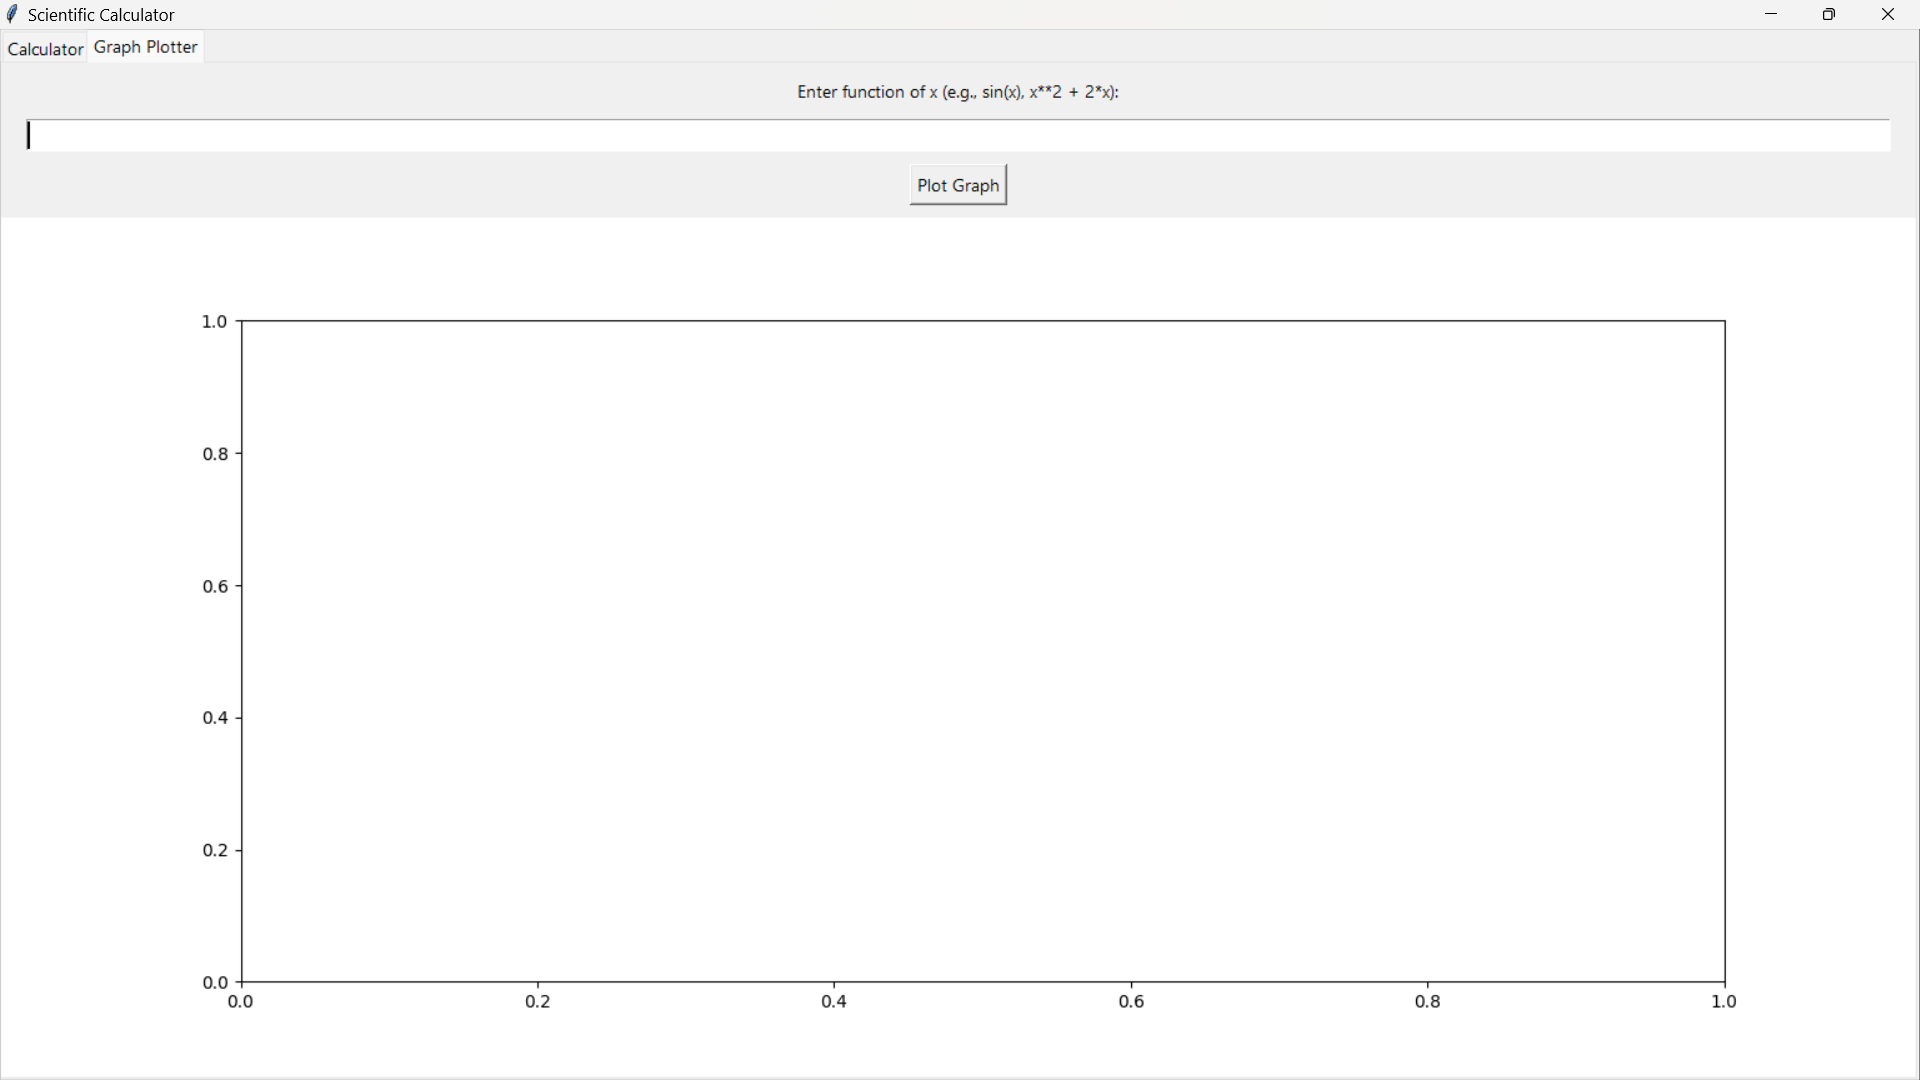 Scientific Calculator
Calculator Graph Plotter
Enter function of x (e.g., sin(x), x**2 + 2*x):
Plot Graph
1.0
0.8
0.6
0.4
0.2
0.0
0.0 0.2 0.4 0.6 0.8 1.0